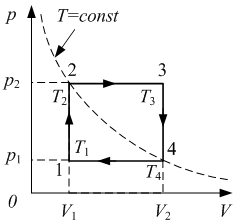 p
T=const
p₂
2
3
T₂
T₃
T₁
4
p₁
1
T₄
0
V₁
V₂
V